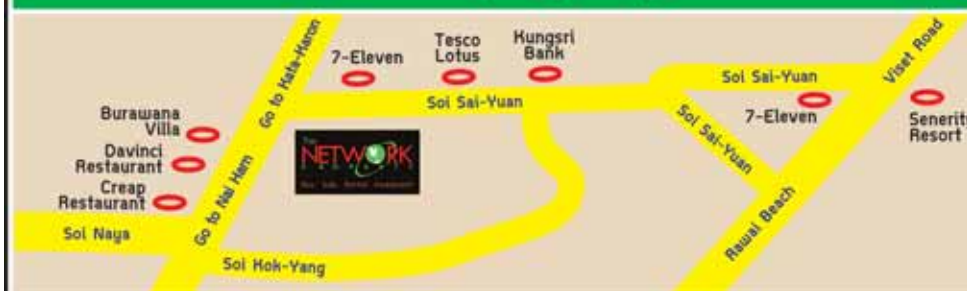 Tesco
Lotus
Kungsri
Bank
7-Eleven
Go to Kata-Karon
Soi Sai-Yuan
Soi Sai-Yuan
Viset Road
7-Eleven
Soi Sai-Yuan
Senerity
Resort
Burawana
Villa
Davinci
Restaurant
Creap
Restaurant
Go to Nai Harn
NETWORK
Rawai Beach
Soi Naya
Soi Kok-Yang